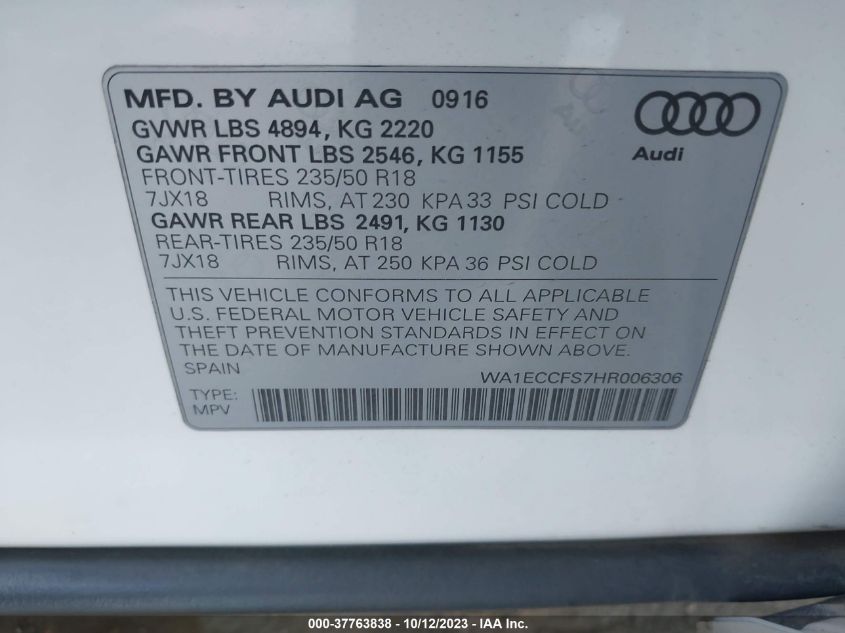 MFD. BY AUDI AG 0916
GVWR LBS 4894, KG 2220
GAWR FRONT LBS 2546, KG 1155
Audi
FRONT-TIRES 235/50 R18
7JX18 RIMS, AT 230 KPA 33 PSI COLD
GAWR REAR LBS 2491, KG 1130
REAR-TIRES 235/50 R18
7JX18 RIMS, AT 250 KPA 36 PSI COLD
THIS VEHICLE CONFORMS TO ALL APPLICABLE
U.S. FEDERAL MOTOR VEHICLE SAFETY AND
THEFT PREVENTION STANDARDS IN EFFECT ON
THE DATE OF MANUFACTURE SHOWN ABOVE.
SPAIN
WA1ECCFS7HR006306
TYPE:
MPV
000-37763838 - 10/12/2023 - IAA Inc.